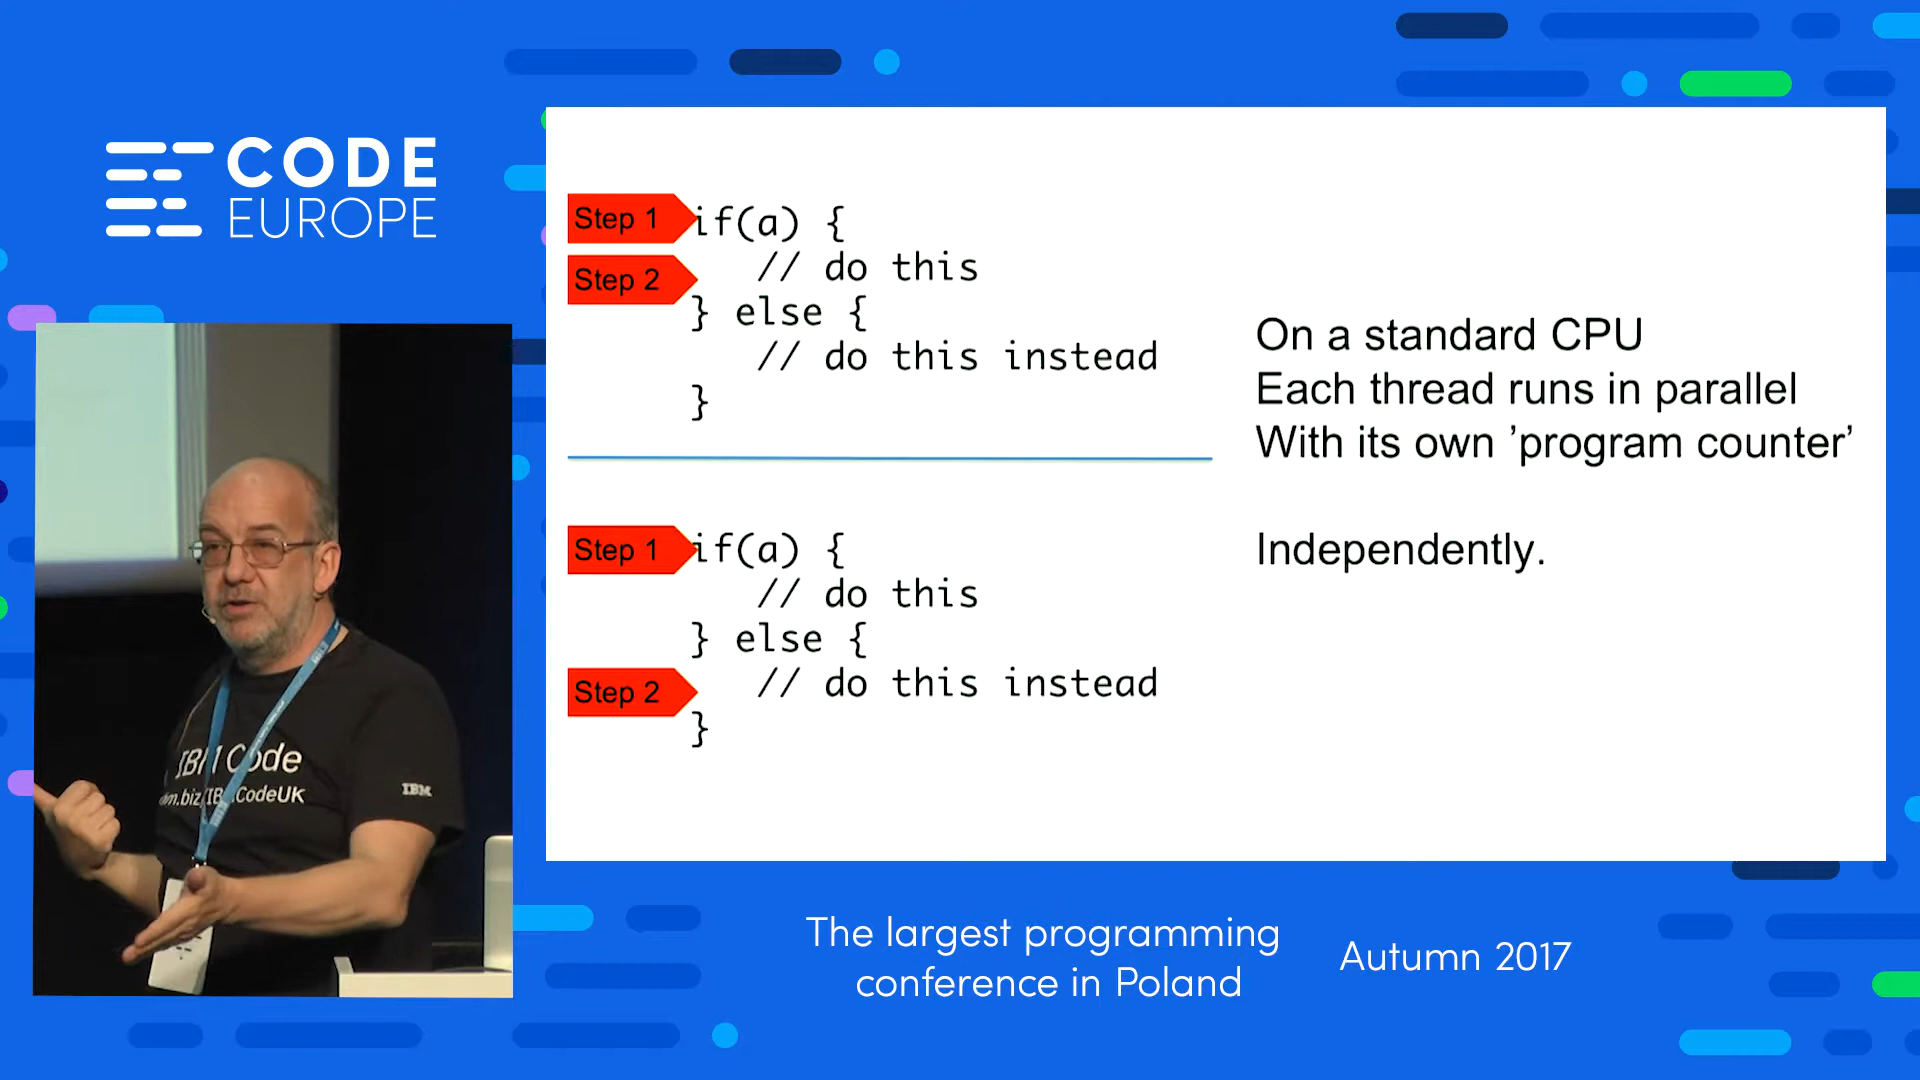 CODE
EUROPE
Step 1
if(a) {
// do this
Step 2
} else {
// do this instead
}
On a standard CPU
Each thread runs in parallel
With its own ’program counter’
Independently.
Step 1
if(a) {
// do this
} else {
Step 2
// do this instead
}
IBM Code
IBM
The largest programming
conference in Poland
Autumn 2017